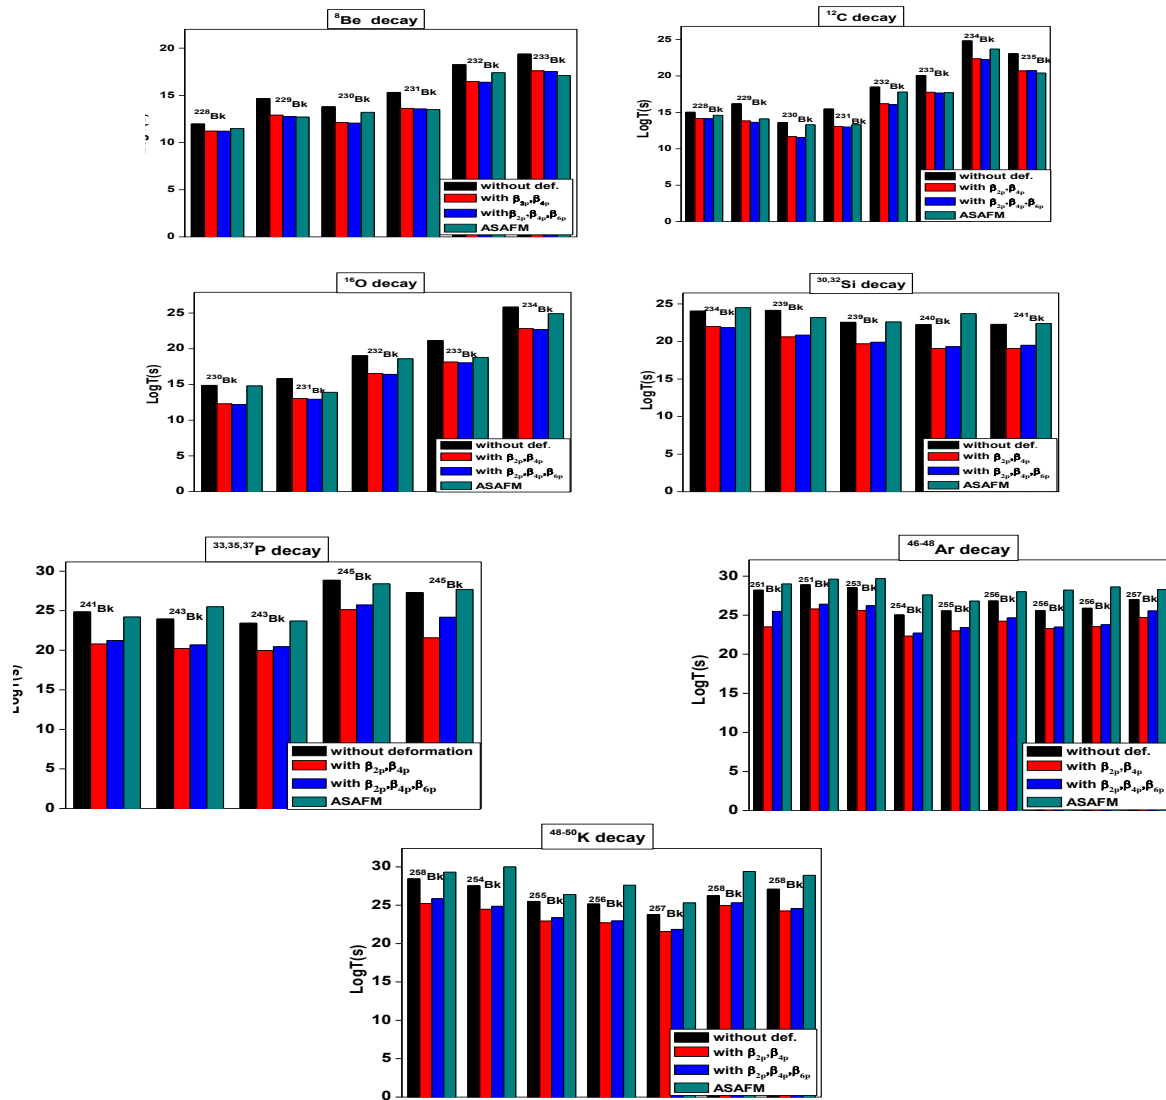 ⁸Be decay
20
15
10
5
0
²²⁸Bk
²²⁹Bk
²³⁰Bk
²³¹Bk
²³²Bk
²³³Bk
without def.
with β₂ₚ,β₄ₚ
withβ₂ₚ,β₄ₚ,β₆ₚ
ASAFM
¹²C decay
LogT(s)
25
20
15
10
5
0
²²⁸Bk
²²⁹Bk
²³⁰Bk
²³¹Bk
²³²Bk
²³³Bk
²³⁴Bk
²³⁵Bk
without def.
with β₂ₚ,β₄ₚ
with β₂ₚ,β₄ₚ,β₆ₚ
ASAFM
¹⁶O decay
LogT(s)
25
20
15
10
5
0
²³⁰Bk
²³¹Bk
²³²Bk
²³³Bk
²³⁴Bk
without def.
with β₂ₚ,β₄ₚ
with β₂ₚ,β₄ₚ,β₆ₚ
ASAFM
³⁰,³²Si decay
LogT(s)
25
20
15
10
5
0
²³⁴Bk
²³⁹Bk
²³⁹Bk
²⁴⁰Bk
²⁴¹Bk
without def.
with β₂ₚ,β₄ₚ
with β₂ₚ,β₄ₚ,β₆ₚ
ASAFM
³³,³⁵,³⁷P decay
LogT(s)
30
25
20
15
10
5
0
²⁴¹Bk
²⁴³Bk
²⁴³Bk
²⁴⁵Bk
²⁴⁵Bk
without deformation
with β₂ₚ,β₄ₚ
with β₂ₚ,β₄ₚ,β₆ₚ
ASAFM
⁴⁶⁻⁴⁸Ar decay
LogT(s)
30
25
20
15
10
5
0
²⁵¹Bk
²⁵¹Bk
²⁵³Bk
²⁵⁴Bk
²⁵⁵Bk
²⁵⁶Bk
²⁵⁶Bk
²⁵⁶Bk
²⁵⁷Bk
without def.
with β₂ₚ,β₄ₚ
with β₂ₚ,β₄ₚ,β₆ₚ
ASAFM
⁴⁸⁻⁵⁰K decay
LogT(s)
30
25
20
15
10
5
0
²⁵⁸Bk
²⁵⁴Bk
²⁵⁵Bk
²⁵⁶Bk
²⁵⁷Bk
²⁵⁸Bk
²⁵⁸Bk
without def.
with β₂ₚ,β₄ₚ
with β₂ₚ,β₄ₚ,β₆ₚ
ASAFM